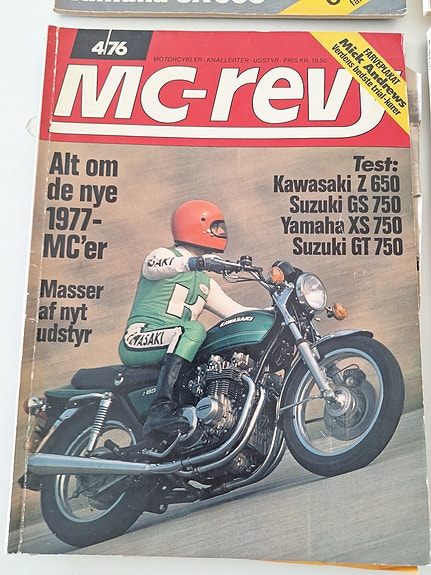 4/76
MOTORCYKLER · KNALLERTER · UDSTYR · PRIS KR. 19,50
MC-revy
FARVEPLAKAT
Mick Andrews
Verdens bedste trial-kører
Alt om
de nye
1977-
MC'er
Masser
af nyt
udstyr
Test:
Kawasaki Z 650
Suzuki GS 750
Yamaha XS 750
Suzuki GT 750
KAWASAKI